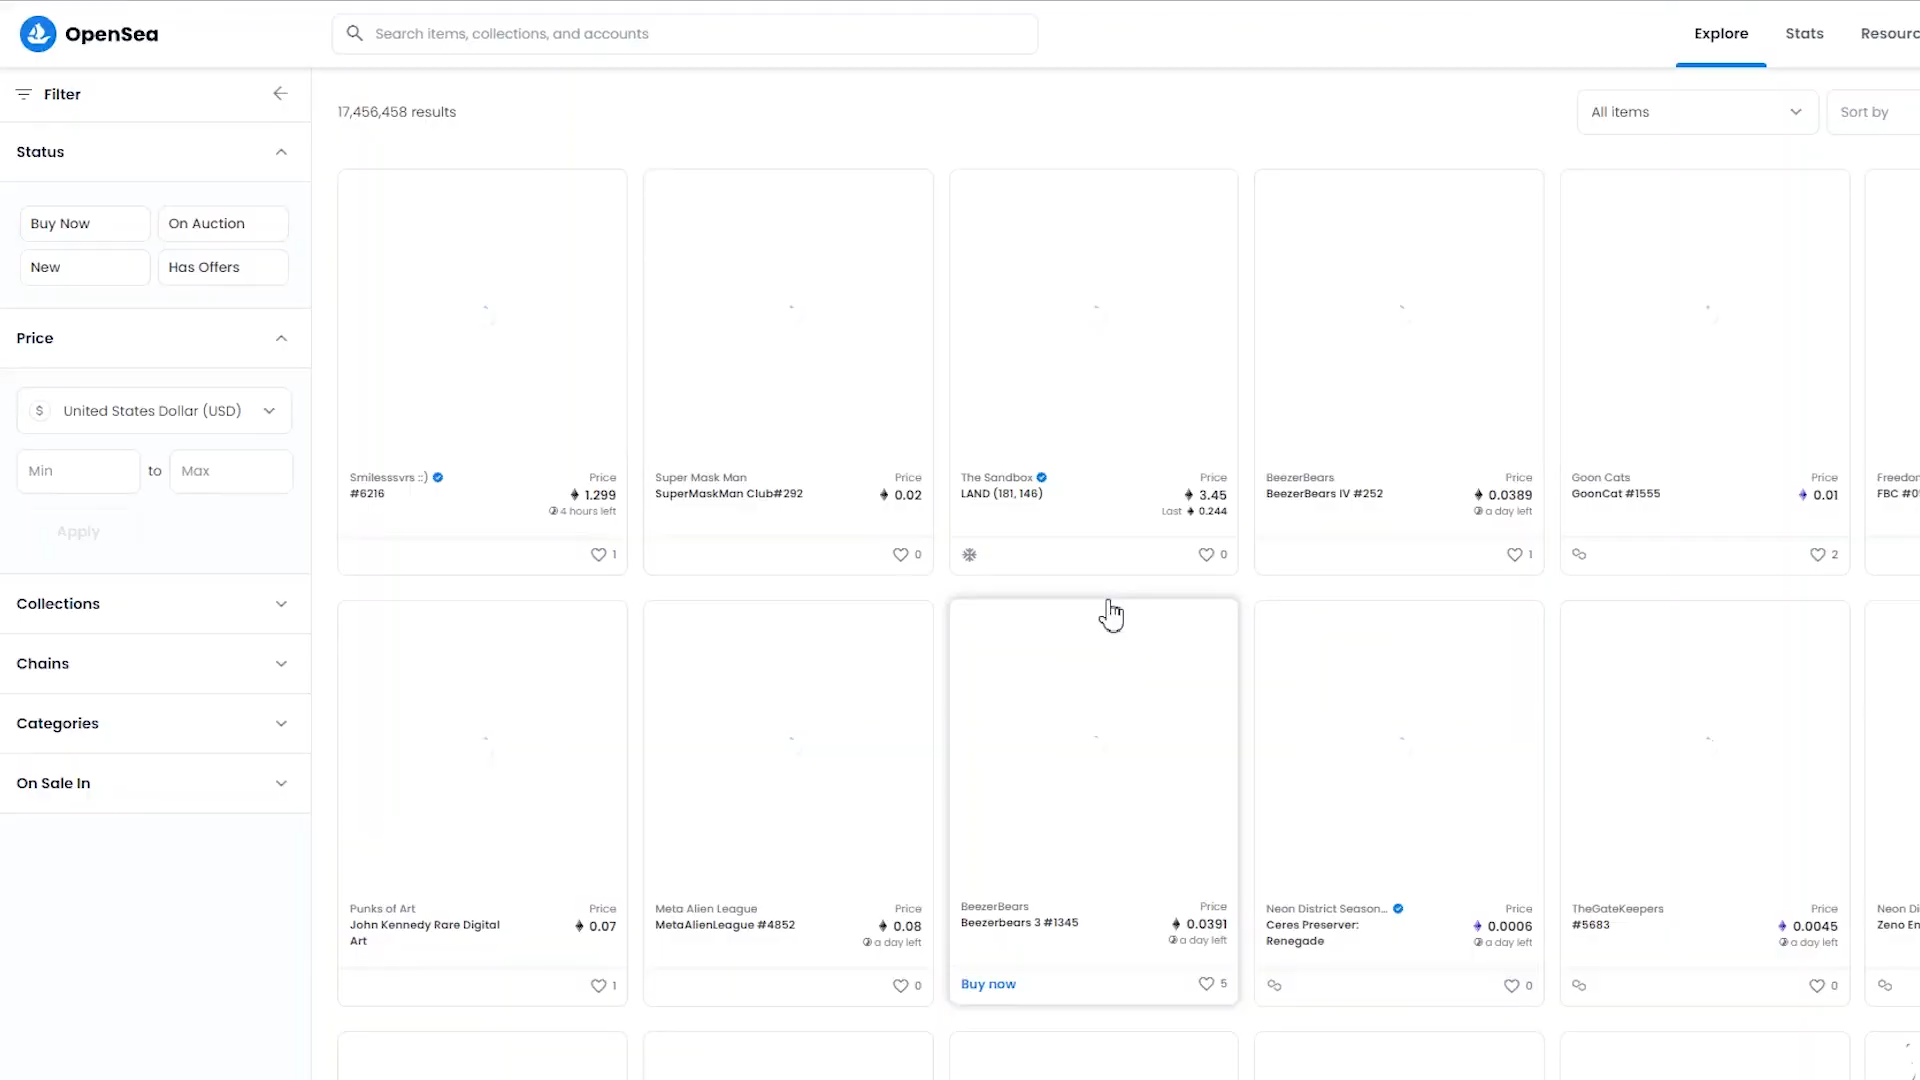 OpenSea
Search items, collections, and accounts
Explore
Stats
Filter
17,456,458 results
All items
Sort by
Status
Buy Now
On Auction
New
Has Offers
Price
$ United States Dollar (USD)
Min
to
Max
Apply
Collections
Chains
Categories
On Sale In
Smilesssvrs ::)
#6216
Price
1.299
4 hours left
1
Super Mask Man
SuperMaskMan Club#292
Price
0.02
0
The Sandbox
LAND (181, 146)
Price
3.45
Last 0.244
0
BeezerBears
BeezerBears IV #252
Price
0.0389
a day left
1
Goon Cats
GoonCat #1555
Price
0.01
2
Punks of Art
John Kennedy Rare Digital
Art
Price
0.07
1
Meta Alien League
MetaAlienLeague #4852
Price
0.08
a day left
0
BeezerBears
Beezerbears 3 #1345
Price
0.0391
a day left
Buy now
5
Neon District Season...
Ceres Preserver:
Renegade
Price
0.0006
a day left
0
TheGateKeepers
#5683
Price
0.0045
a day left
0